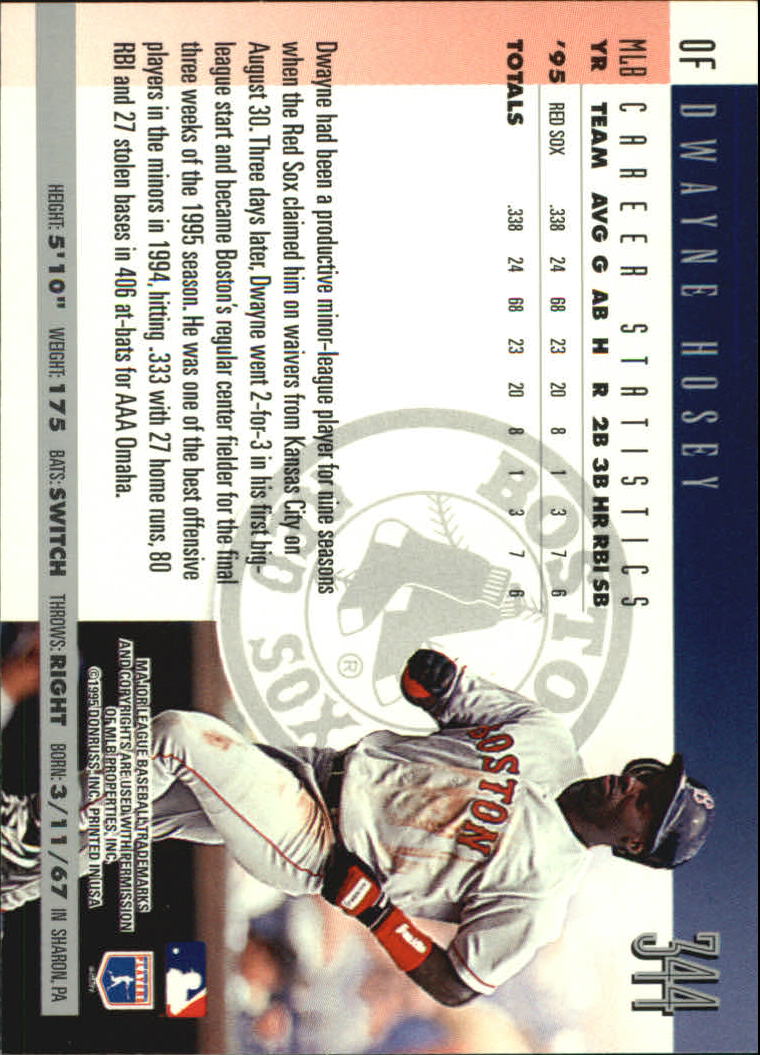 OF DWAYNE HOSEY
344
MLB CAREER STATISTICS
YR TEAM AVG G AB H R 2B 3B HR RBI SB
'95 RED SOX .338 24 68 23 20 8 1 3 7 6
TOTALS .338 24 68 23 20 8 1 3 7 6
BOSTON
RED SOX
®
BOSTON
B
Dwayne had been a productive minor-league player for nine seasons
when the Red Sox claimed him on waivers from Kansas City on
August 30. Three days later, Dwayne went 2-for-3 in his first big-
league start and became Boston's regular center fielder for the final
three weeks of the 1995 season. He was one of the best offensive
players in the minors in 1994, hitting .333 with 27 home runs, 80
RBI and 27 stolen bases in 406 at-bats for AAA Omaha.
MAJOR LEAGUE BASEBALL TRADEMARKS
AND COPYRIGHTS ARE USED WITH PERMISSION
OF MLB PROPERTIES, INC.
©1995 DONRUSS, INC. PRINTED IN USA
PLAYERS
HEIGHT: 5'10" WEIGHT: 175 BATS: SWITCH THROWS: RIGHT BORN: 3/11/67 IN SHARON, PA